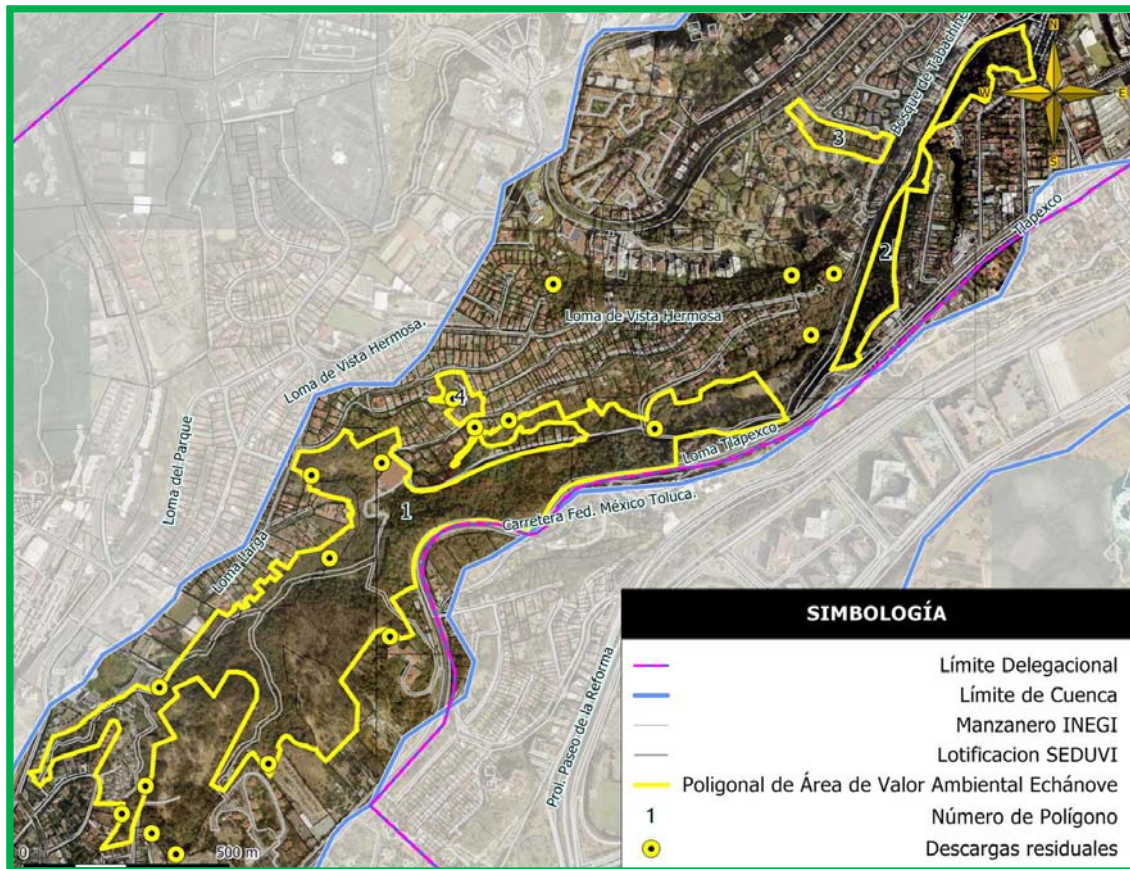 Bosque de Tabachine
N
W
E
S
3
Tlapexco
2
Loma de Vista Hermosa
Loma de Vista Hermosa.
4
Loma del Parque
Loma Tlapexco
1
Carretera Fed. México Toluca.
Loma Larga
Prol. Paseo de la Reforma
0
500 m
SIMBOLOGÍA
Límite Delegacional
Límite de Cuenca
Manzanero INEGI
Lotificacion SEDUVI
Poligonal de Área de Valor Ambiental Echánove
1 Número de Polígono
Descargas residuales